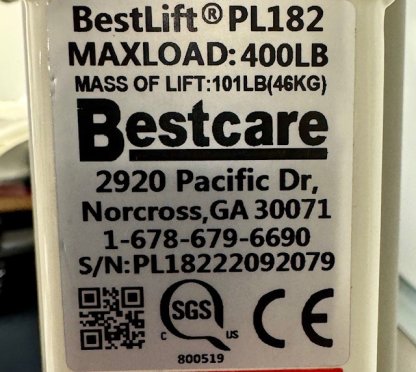 BestLift® PL182
MAXLOAD: 400LB
MASS OF LIFT:101LB(46KG)
Bestcare
2920 Pacific Dr,
Norcross,GA 30071
1-678-679-6690
S/N:PL18222092079
SGS
C US
CE
800519